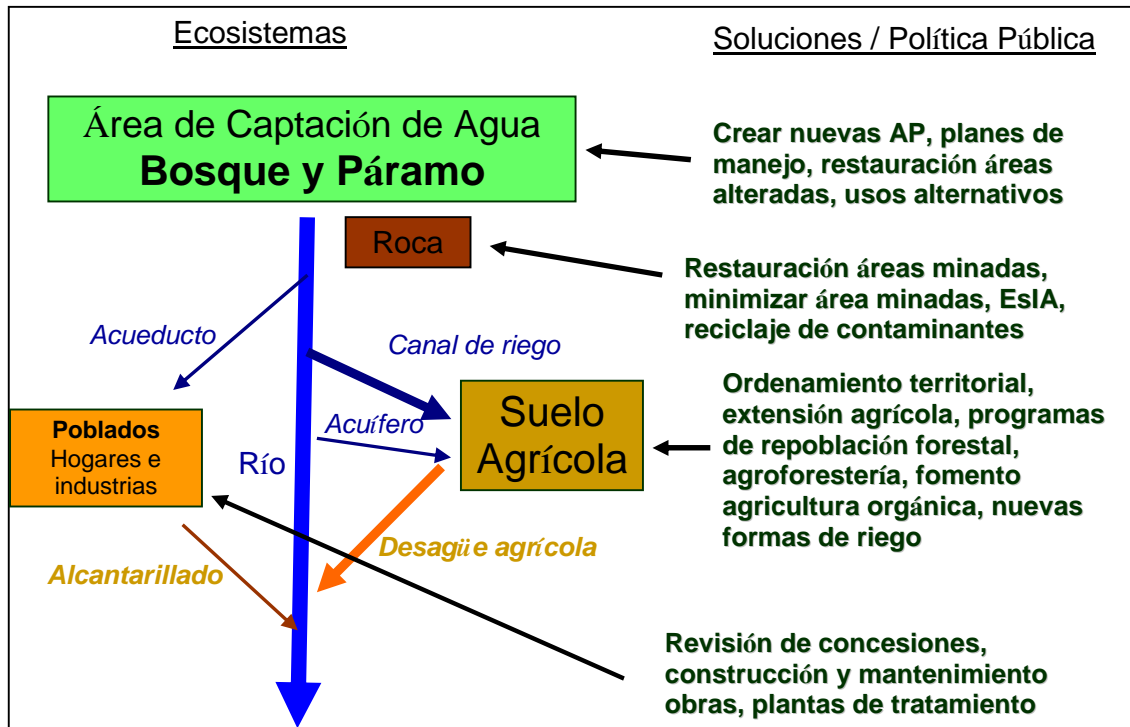 Ecosistemas
Soluciones / Política Pública
Área de Captación de Agua
Bosque y Páramo
Crear nuevas AP, planes de
manejo, restauración áreas
alteradas, usos alternativos
Roca
Restauración áreas minadas,
minimizar área minadas, EsIA,
reciclaje de contaminantes
Acueducto
Canal de riego
Ordenamiento territorial,
extensión agrícola, programas
de repoblación forestal,
agroforestería, fomento
agricultura orgánica, nuevas
formas de riego
Suelo
Agrícola
Acuífero
Poblados
Hogares e
industrias
Río
Desagüe agrícola
Alcantarillado
Revisión de concesiones,
construcción y mantenimiento
obras, plantas de tratamiento